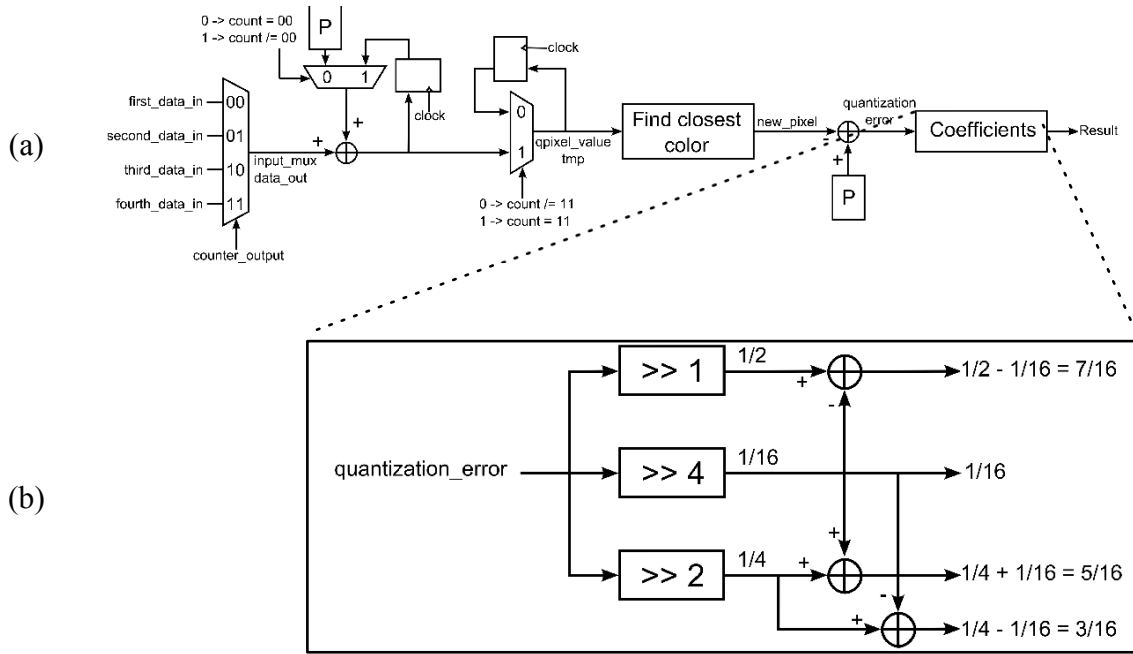 (a)
0 -> count = 00
1 -> count /= 00
P
0 1
clock
first_data_in
00
second_data_in
01
third_data_in
10
fourth_data_in
11
counter_output
input_mux
data_out
+
+
clock
0
1
qpixel_value
tmp
0 -> count /= 11
1 -> count = 11
Find closest
color
new_pixel
-
+
P
quantization
error
Coefficients
Result
(b)
quantization_error
>> 1
1/2
+
-
1/2 - 1/16 = 7/16
>> 4
1/16
1/16
>> 2
1/4
+
+
1/4 + 1/16 = 5/16
-
+
1/4 - 1/16 = 3/16